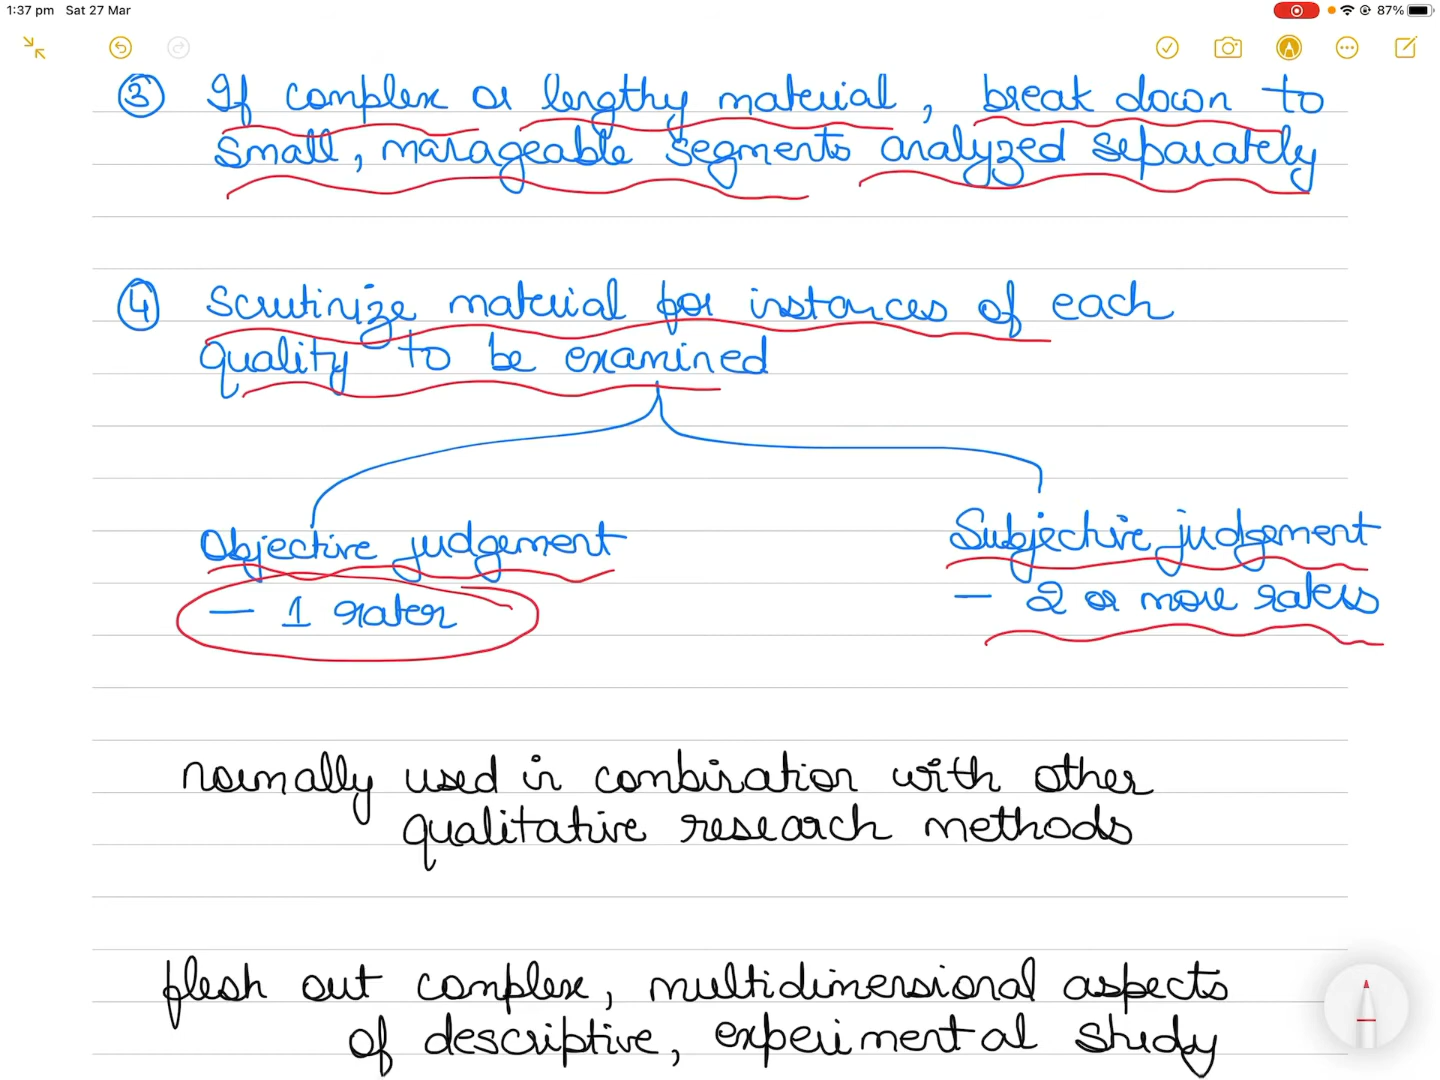 1:37 pm Sat 27 Mar 87%
③ If complex or lengthy material, break down to
small, manageable segments analyzed separately
④ Scrutinize material for instances of each
quality to be examined
Objective judgement Subjective judgement
— 1 rater — 2 or more raters
normally used in combination with other
qualitative research methods
flesh out complex, multidimensional aspects
of descriptive, experimental study